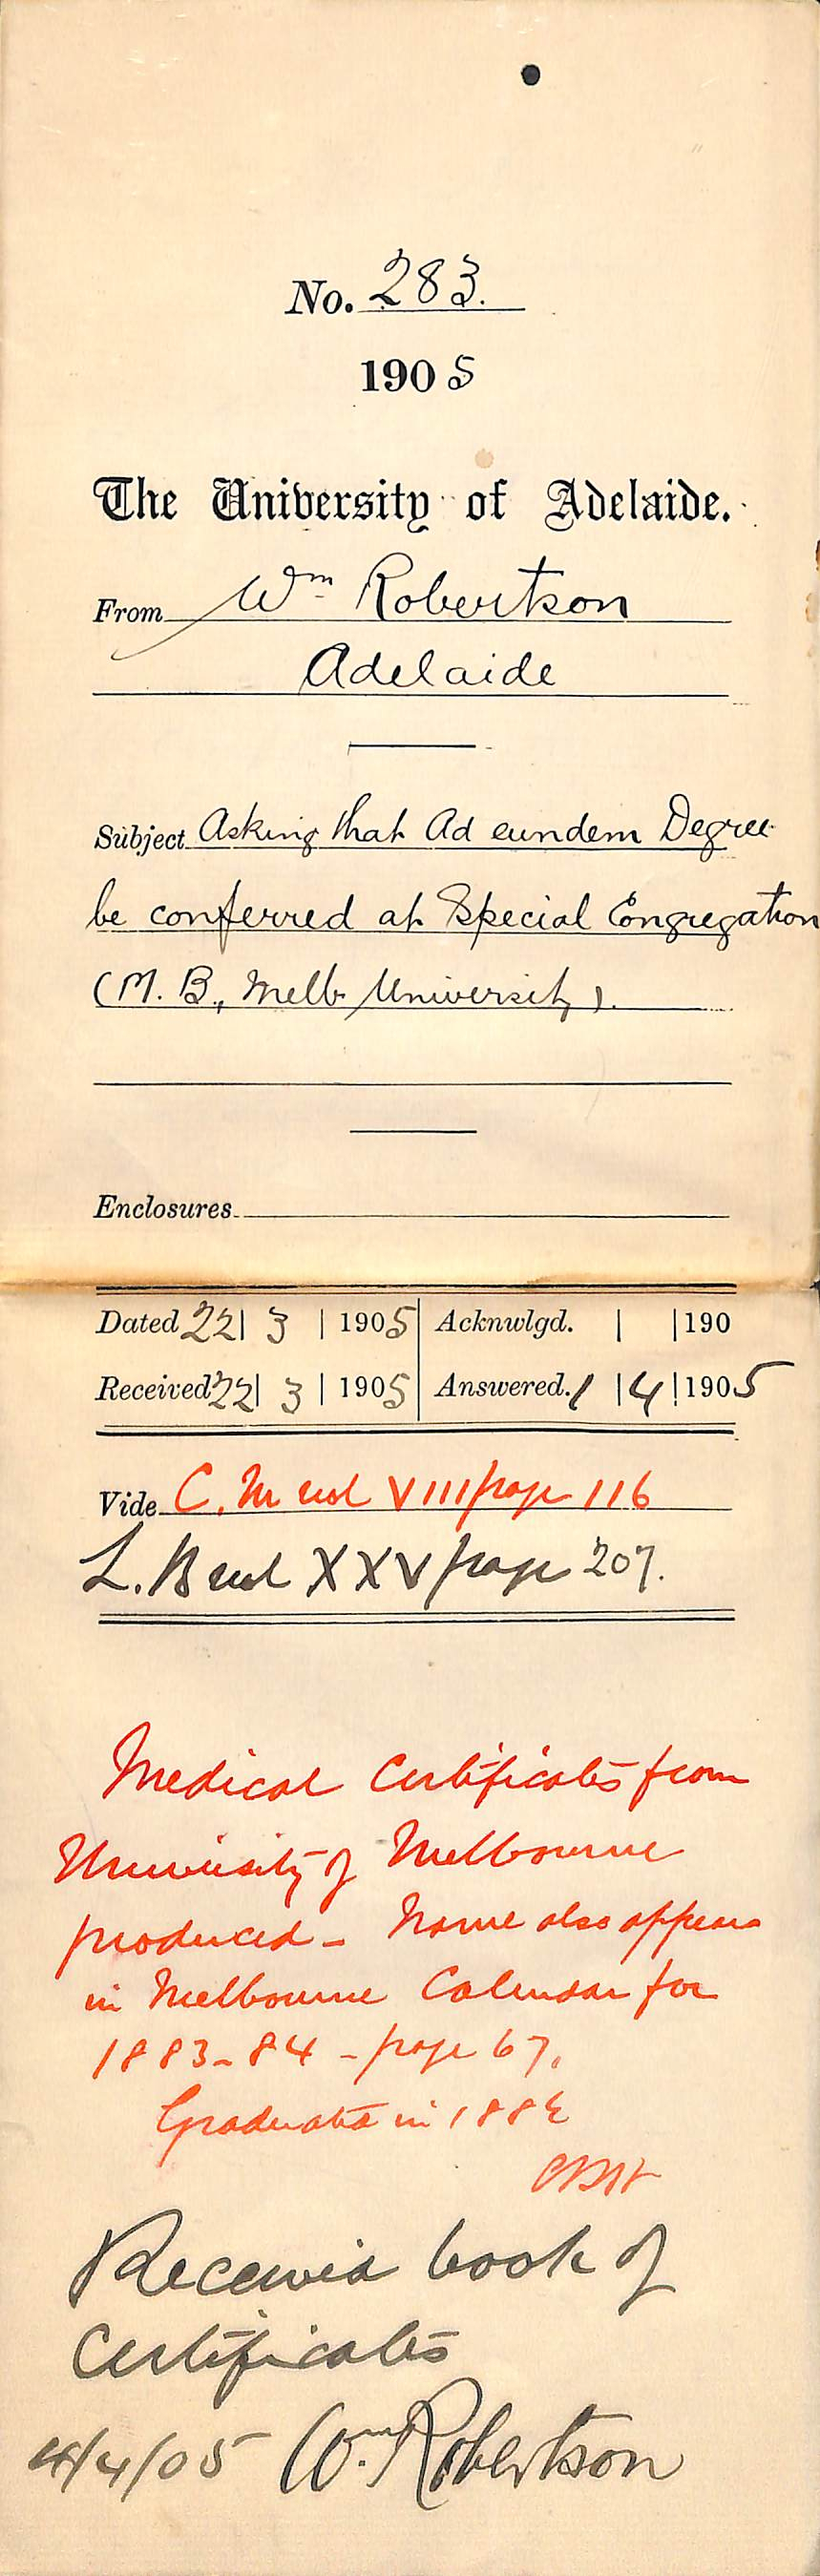 No. 283.
1905
The University of Adelaide.
From Wm Robertson
Adelaide
Subject Asking that Ad eundem Degree
be conferred at Special Congregation
(M. B., Melb. University).
Enclosures
Dated 22| 3 | 1905 | Acknwlgd. | |190
Received 22| 3 | 1905 | Answered. 1 |4|1905
Vide C. M vol VIII page 116
L. B vol XXV page 207.
Medical Certificates from
University of Melbourne
produced - Name also appears
in Melbourne Calendar for
1883-84 - page 67.
Graduated in
Received book of
Certificates
4/4/05 Wm. Robertson